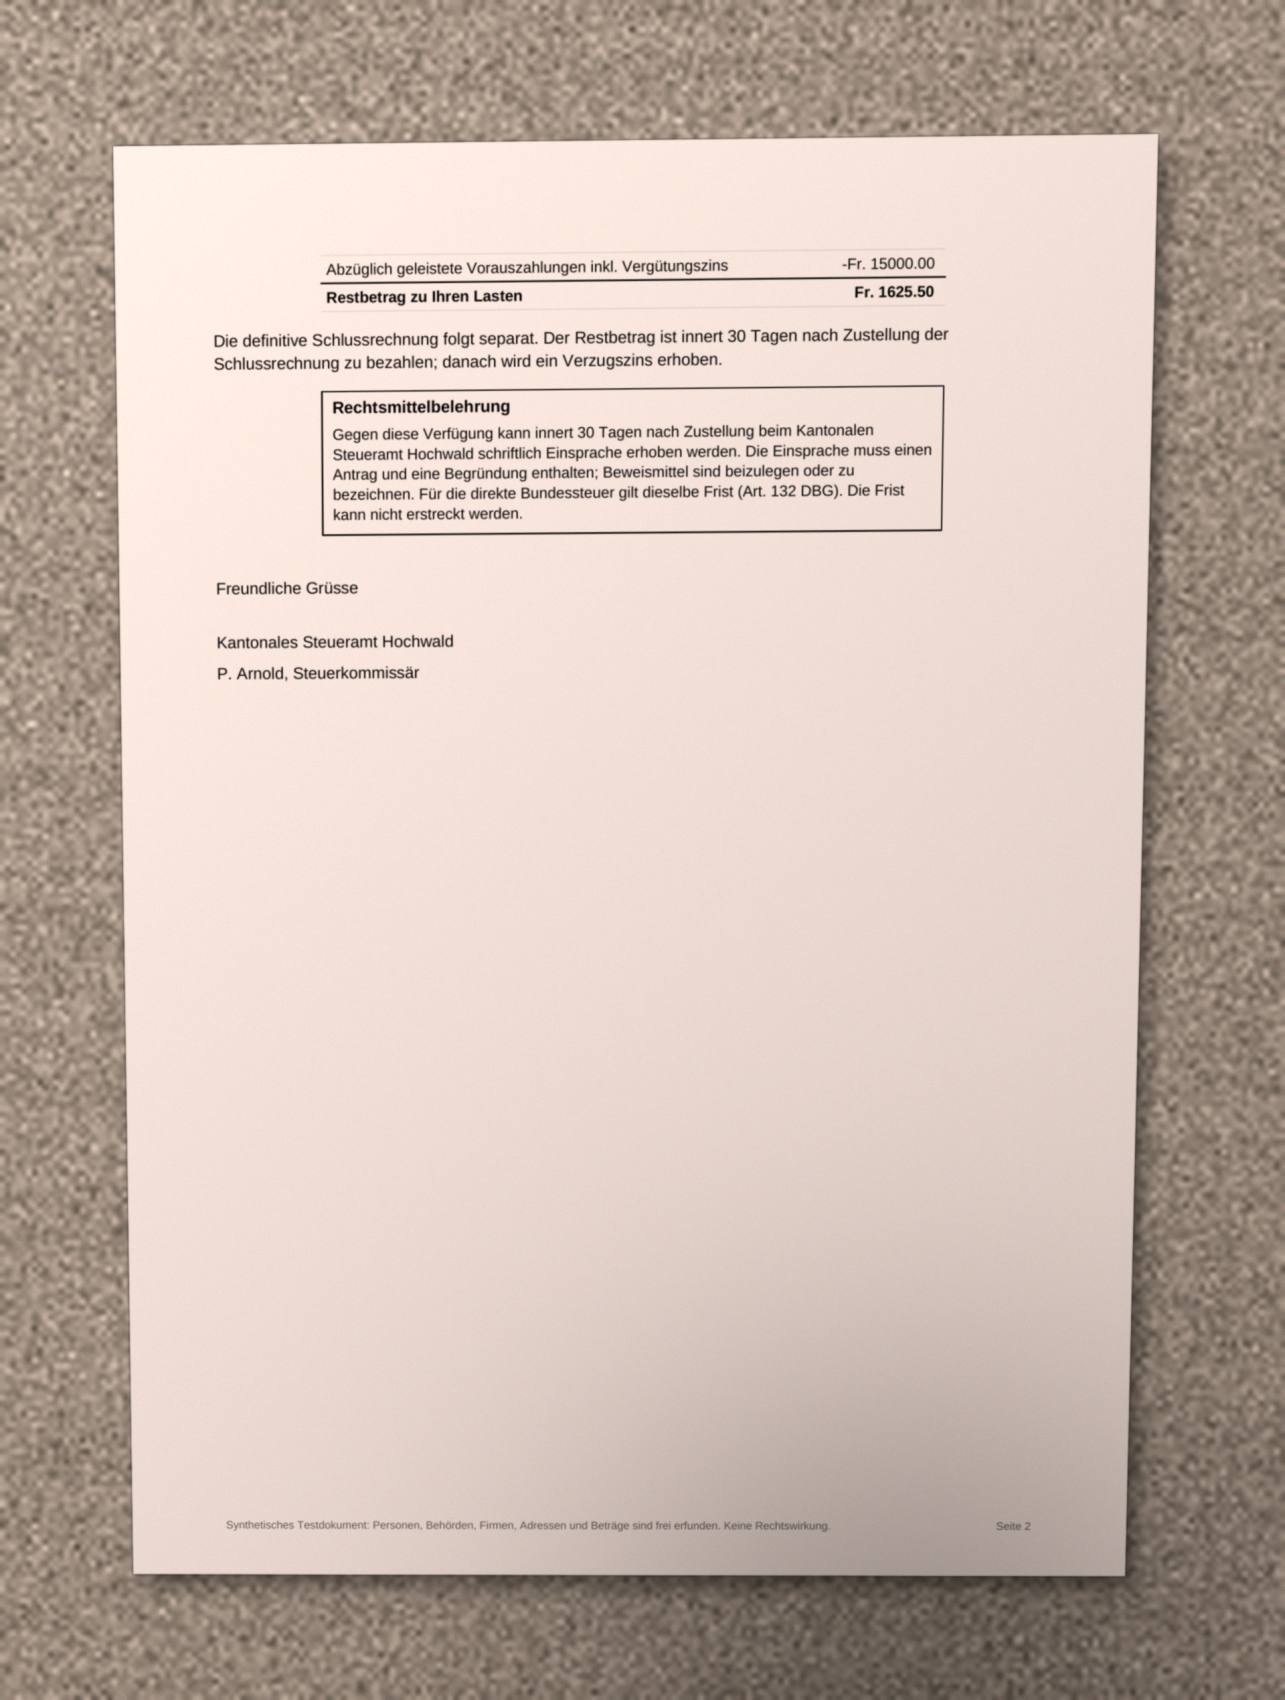 Abzüglich geleistete Vorauszahlungen inkl. Vergütungszins -Fr. 15000.00
Restbetrag zu Ihren Lasten Fr. 1625.50
Die definitive Schlussrechnung folgt separat. Der Restbetrag ist innert 30 Tagen nach Zustellung der
Schlussrechnung zu bezahlen; danach wird ein Verzugszins erhoben.
Rechtsmittelbelehrung
Gegen diese Verfügung kann innert 30 Tagen nach Zustellung beim Kantonalen
Steueramt Hochwald schriftlich Einsprache erhoben werden. Die Einsprache muss einen
Antrag und eine Begründung enthalten; Beweismittel sind beizulegen oder zu
bezeichnen. Für die direkte Bundessteuer gilt dieselbe Frist (Art. 132 DBG). Die Frist
kann nicht erstreckt werden.
Freundliche Grüsse
Kantonales Steueramt Hochwald
P. Arnold, Steuerkommissär
Synthetisches Testdokument: Personen, Behörden, Firmen, Adressen und Beträge sind frei erfunden. Keine Rechtswirkung. Seite 2